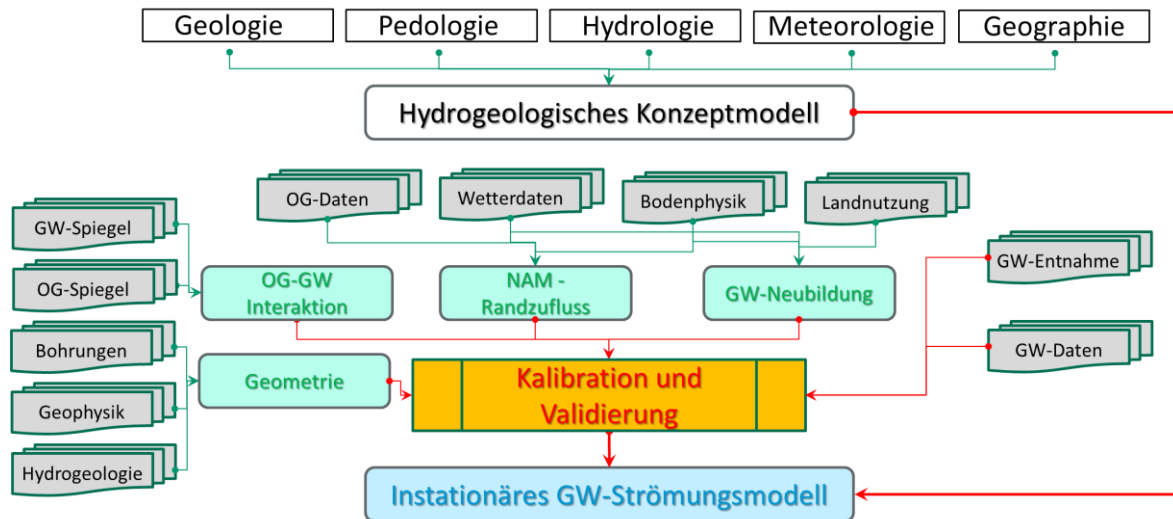 Geologie
Pedologie
Hydrologie
Meteorologie
Geographie
Hydrogeologisches Konzeptmodell
OG-Daten
Wetterdaten
Bodenphysik
Landnutzung
GW-Spiegel
OG-Spiegel
OG-GW
Interaktion
NAM -
Randzufluss
GW-Neubildung
GW-Entnahme
GW-Daten
Bohrungen
Geophysik
Hydrogeologie
Geometrie
Kalibration und
Validierung
Instationäres GW-Strömungsmodell